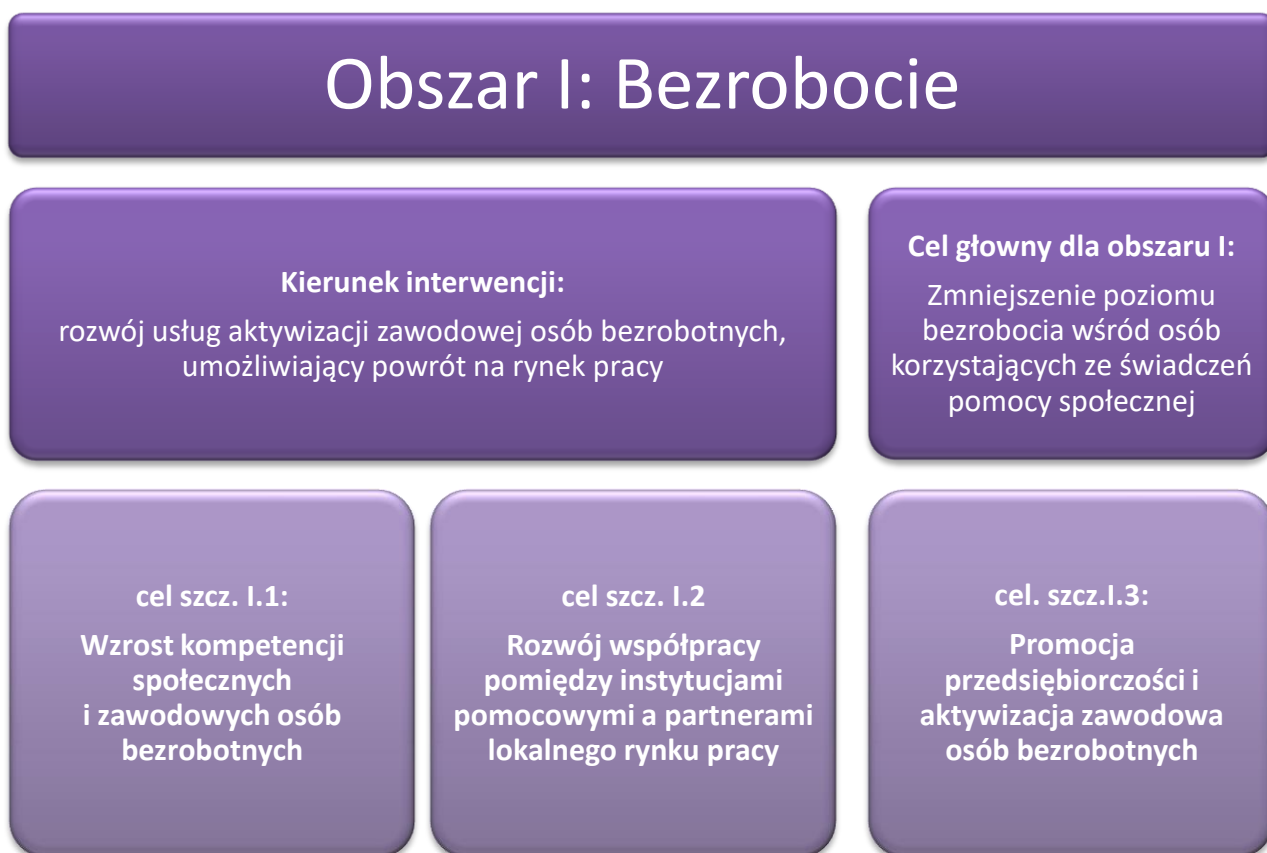 Obszar I: Bezrobocie
Kierunek interwencji:
rozwój usług aktywizacji zawodowej osób bezrobotnych,
umożliwiający powrót na rynek pracy
Cel głowny dla obszaru I:
Zmniejszenie poziomu
bezrobocia wśród osób
korzystających ze świadczeń
pomocy społecznej
cel szcz. I.1:
Wzrost kompetencji
społecznych
i zawodowych osób
bezrobotnych
cel szcz. I.2
Rozwój współpracy
pomiędzy instytucjami
pomocowymi a partnerami
lokalnego rynku pracy
cel. szcz.I.3:
Promocja
przedsiębiorczości i
aktywizacja zawodowa
osób bezrobotnych